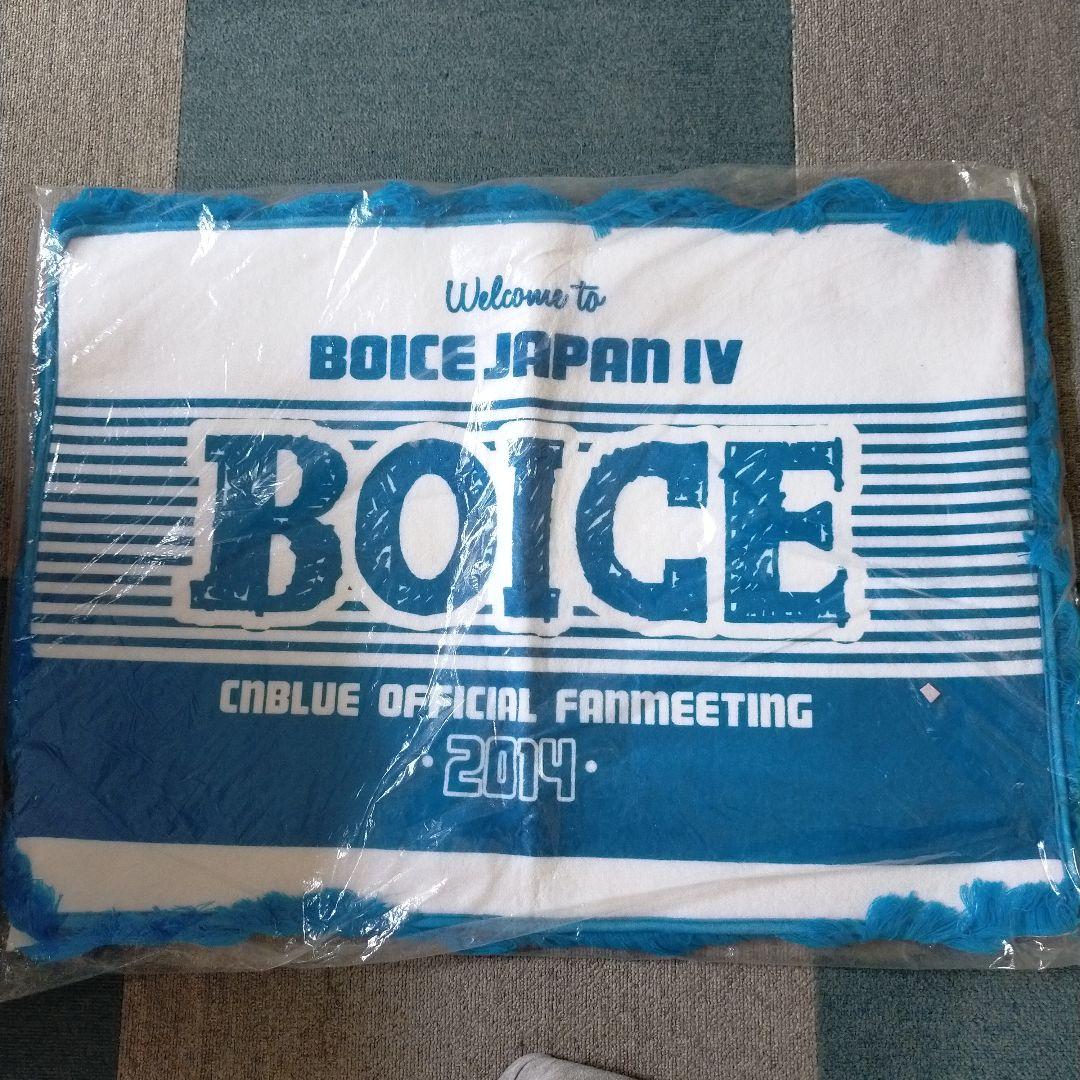 Welcome to
BOICE JAPAN IV
BOICE
CNBLUE OFFICIAL FANMEETING
·2014·